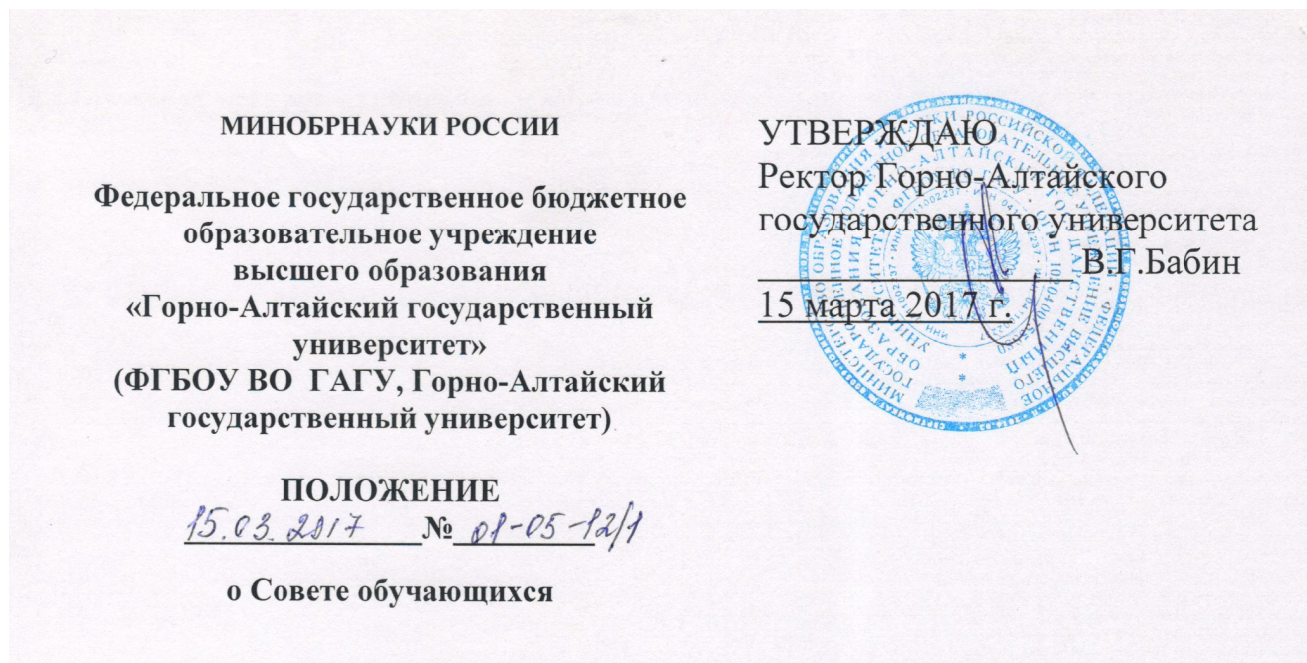 МИНОБРНАУКИ РОССИИ
Федеральное государственное бюджетное
образовательное учреждение
высшего образования
«Горно-Алтайский государственный
университет»
(ФГБОУ ВО ГАГУ, Горно-Алтайский
государственный университет)
ПОЛОЖЕНИЕ
15.03.2017 № 01-05-12/1
о Совете обучающихся
УТВЕРЖДАЮ
Ректор Горно-Алтайского
государственного университета
В.Г.Бабин
15 марта 2017 г.